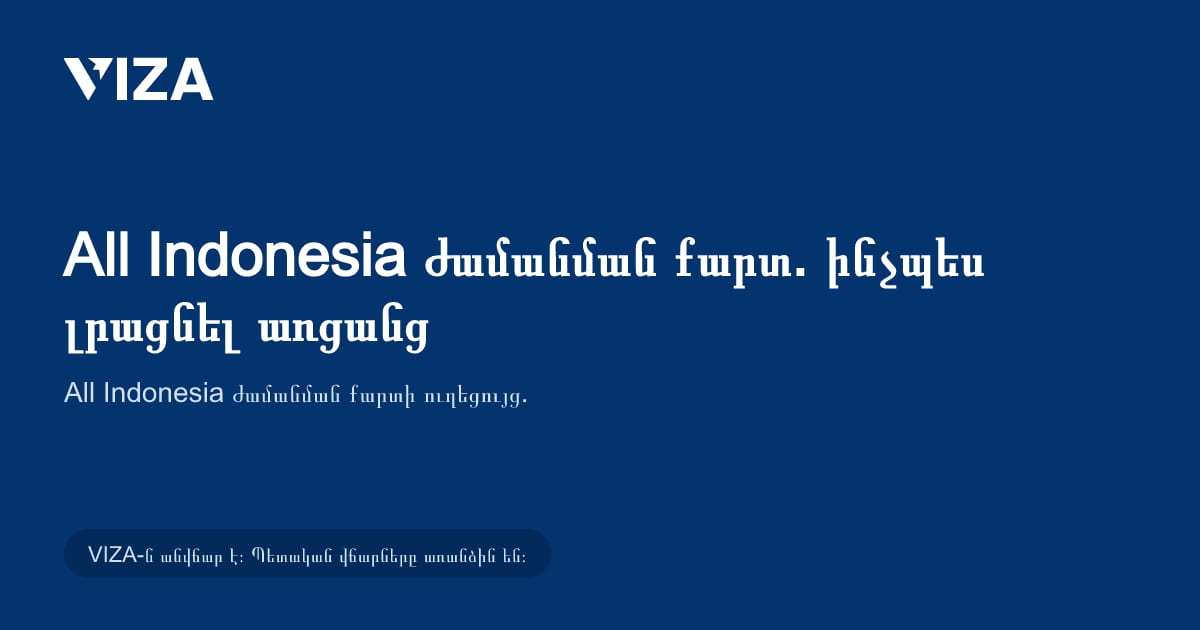 VIZA
All Indonesia ժամանման քարտ. ինչպես
լրացնել առցանց
All Indonesia ժամանման քարտի ուղեցույց.
VIZA-ն անվճար է: Պետական վճարները առանձին են: